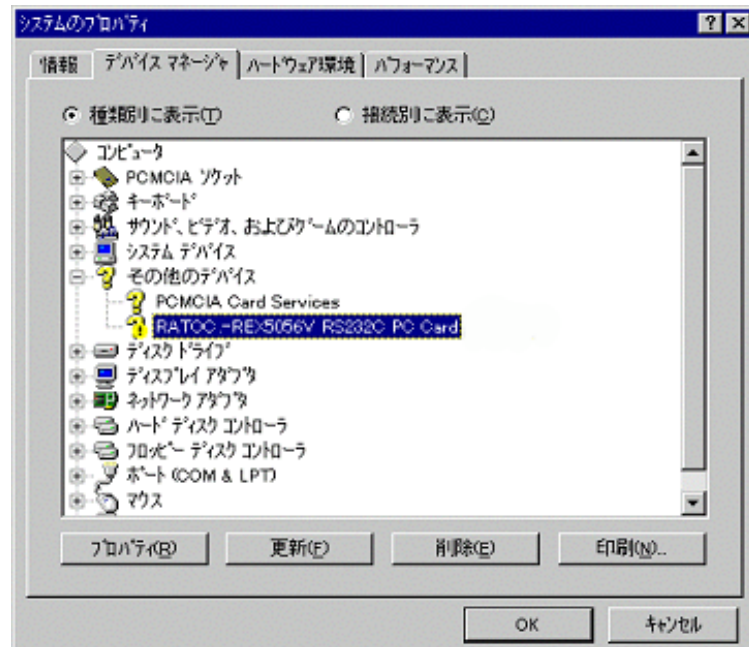 システムのプロパティ
情報 デバイス マネージャ ハードウェア環境 パフォーマンス
種類別に表示(T) 接続別に表示(C)
コンピュータ
PCMCIA ソケット
キーボード
サウンド、ビデオ、およびゲームのコントローラ
システム デバイス
その他のデバイス
PCMCIA Card Services
RATOC.-REX5056V RS232C PC Card
ディスク ドライブ
ディスプレイ アダプタ
ネットワーク アダプタ
ハード ディスク コントローラ
フロッピー ディスク コントローラ
ポート (COM & LPT)
マウス
プロパティ(R) 更新(F) 削除(E) 印刷(N)..
OK キャンセル